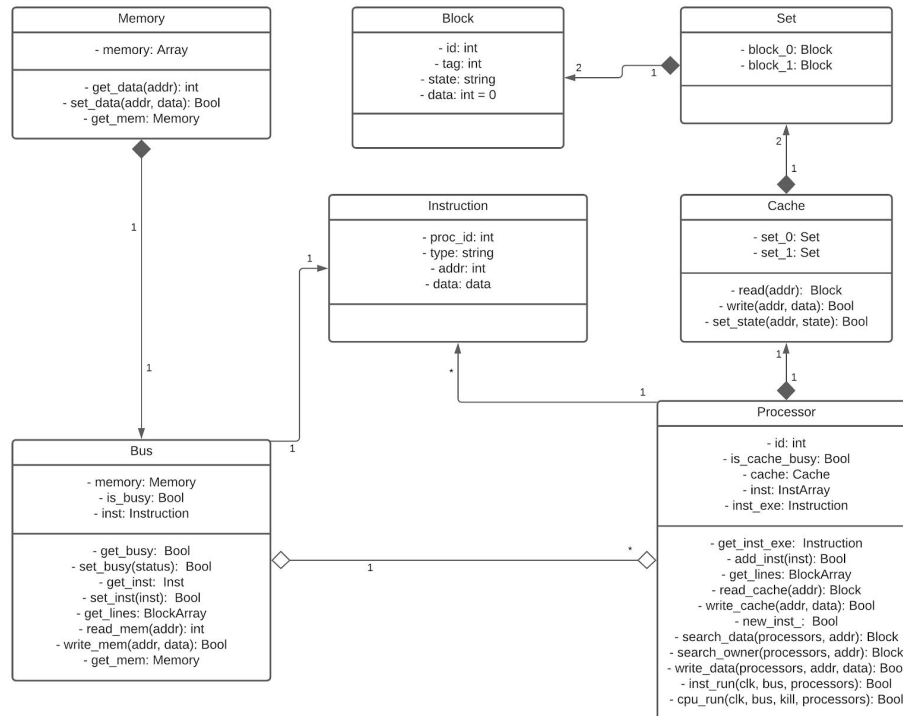 Memory
- memory: Array
- get_data(addr): int
- set_data(addr, data): Bool
- get_mem: Memory
Block
- id: int
- tag: int
- state: string
- data: int = 0
Set
- block_0: Block
- block_1: Block
2
1
2
1
Cache
- set_0: Set
- set_1: Set
- read(addr):  Block
- write(addr, data): Bool
- set_state(addr, state): Bool
Instruction
- proc_id: int
- type: string
- addr: int
- data: data
1
1
1
1
1
1
*
1
Processor
- id: int
- is_cache_busy: Bool
- cache: Cache
- inst: InstArray
- inst_exe: Instruction
- get_inst_exe:  Instruction
- add_inst(inst): Bool
- get_lines: BlockArray
- read_cache(addr): Block
- write_cache(addr, data): Bool
- new_inst_:  Bool
- search_data(processors, addr): Block
- search_owner(processors, addr): Block
- write_data(processors, addr, data): Bool
- inst_run(clk, bus, processors): Bool
- cpu_run(clk, bus, kill, processors): Bool
Bus
- memory: Memory
- is_busy: Bool
- inst: Instruction
- get_busy:  Bool
- set_busy(status):  Bool
- get_inst:  Inst
- set_inst(inst):  Bool
- get_lines: BlockArray
- read_mem(addr): int
- write_mem(addr, data): Bool
- get_mem: Memory
1
*